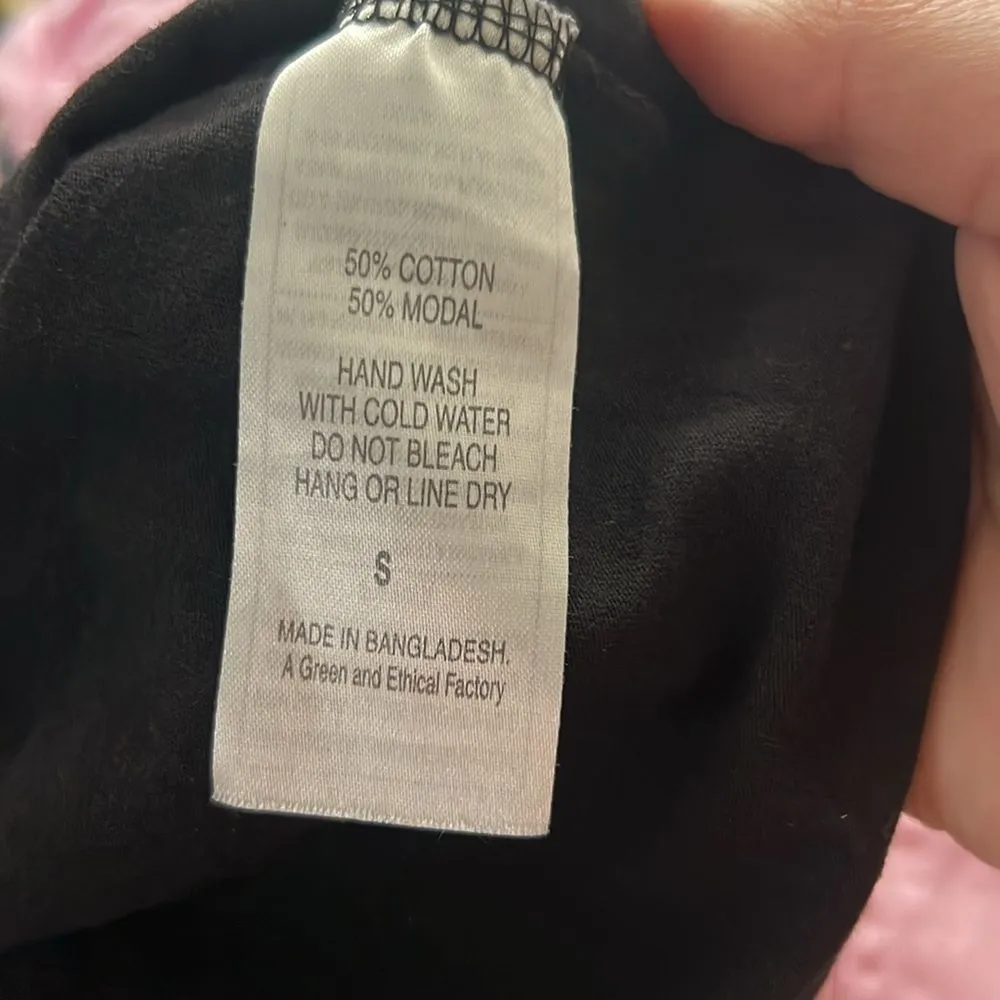 50% COTTON
50% MODAL
HAND WASH
WITH COLD WATER
DO NOT BLEACH
HANG OR LINE DRY
S
MADE IN BANGLADESH.
A Green and Ethical Factory